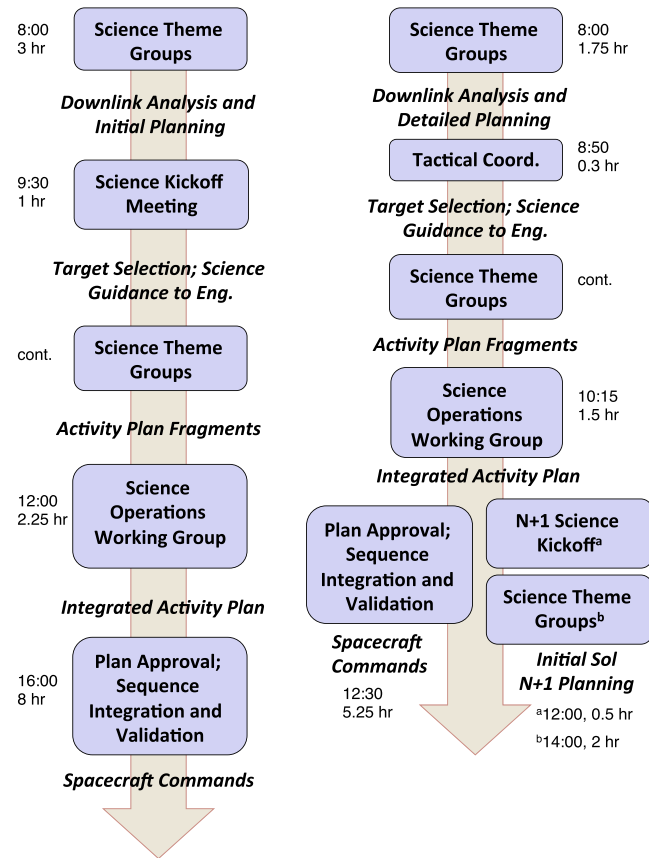 8:00
3 hr
Science Theme
Groups
Downlink Analysis and
Initial Planning
9:30
1 hr
Science Kickoff
Meeting
Target Selection; Science
Guidance to Eng.
cont.
Science Theme
Groups
Activity Plan Fragments
12:00
2.25 hr
Science
Operations
Working Group
Integrated Activity Plan
16:00
8 hr
Plan Approval;
Sequence
Integration and
Validation
Spacecraft Commands
Science Theme
Groups
8:00
1.75 hr
Downlink Analysis and
Detailed Planning
Tactical Coord.
8:50
0.3 hr
Target Selection; Science
Guidance to Eng.
Science Theme
Groups
cont.
Activity Plan Fragments
Science
Operations
Working Group
10:15
1.5 hr
Integrated Activity Plan
Plan Approval;
Sequence
Integration and
Validation
Spacecraft
Commands
12:30
5.25 hr
N+1 Science
Kickoffᵃ
Science Theme
Groupsᵇ
Initial Sol
N+1 Planning
ᵃ12:00, 0.5 hr
ᵇ14:00, 2 hr